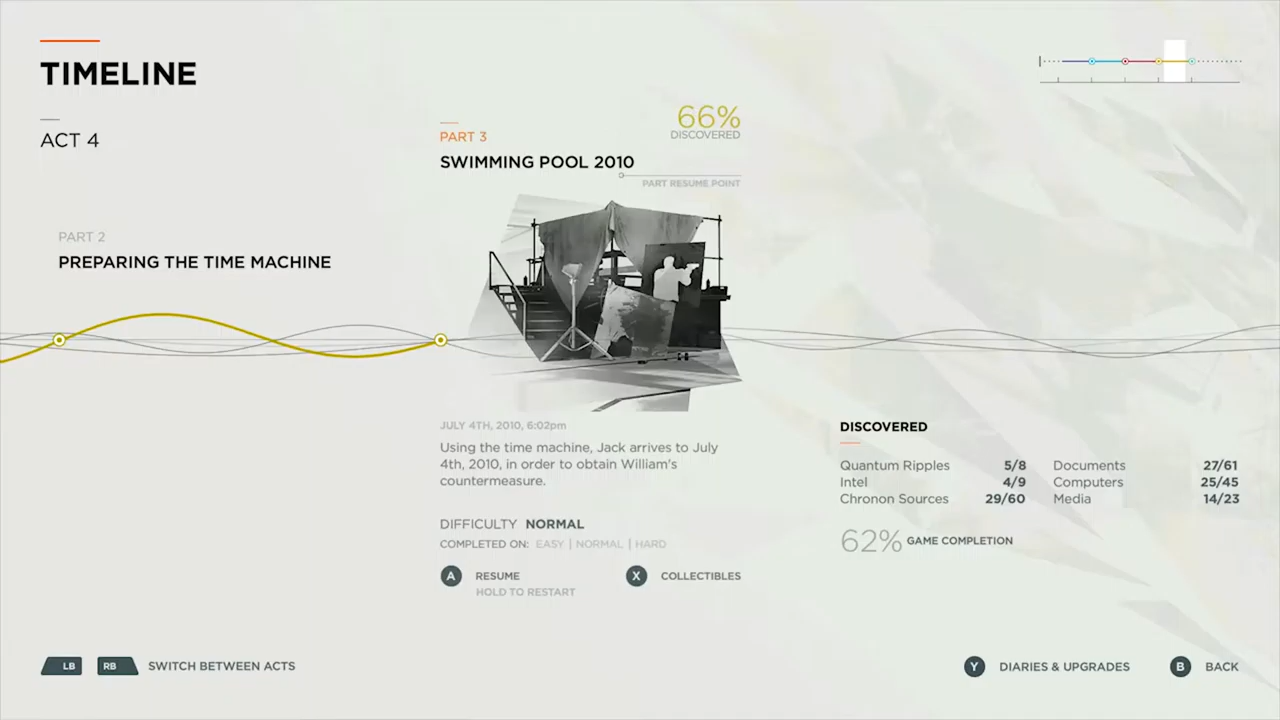 TIMELINE
ACT 4
PART 2
PREPARING THE TIME MACHINE
PART 3
66%
DISCOVERED
SWIMMING POOL 2010
PART RESUME POINT
JULY 4TH, 2010, 6:02pm
Using the time machine, Jack arrives to July
4th, 2010, in order to obtain William's
countermeasure.
DIFFICULTY NORMAL
COMPLETED ON: EASY | NORMAL | HARD
A RESUME
HOLD TO RESTART
X COLLECTIBLES
DISCOVERED
Quantum Ripples 5/8 Documents 27/61
Intel 4/9 Computers 25/45
Chronon Sources 29/60 Media 14/23
62% GAME COMPLETION
LB RB SWITCH BETWEEN ACTS
Y DIARIES & UPGRADES B BACK